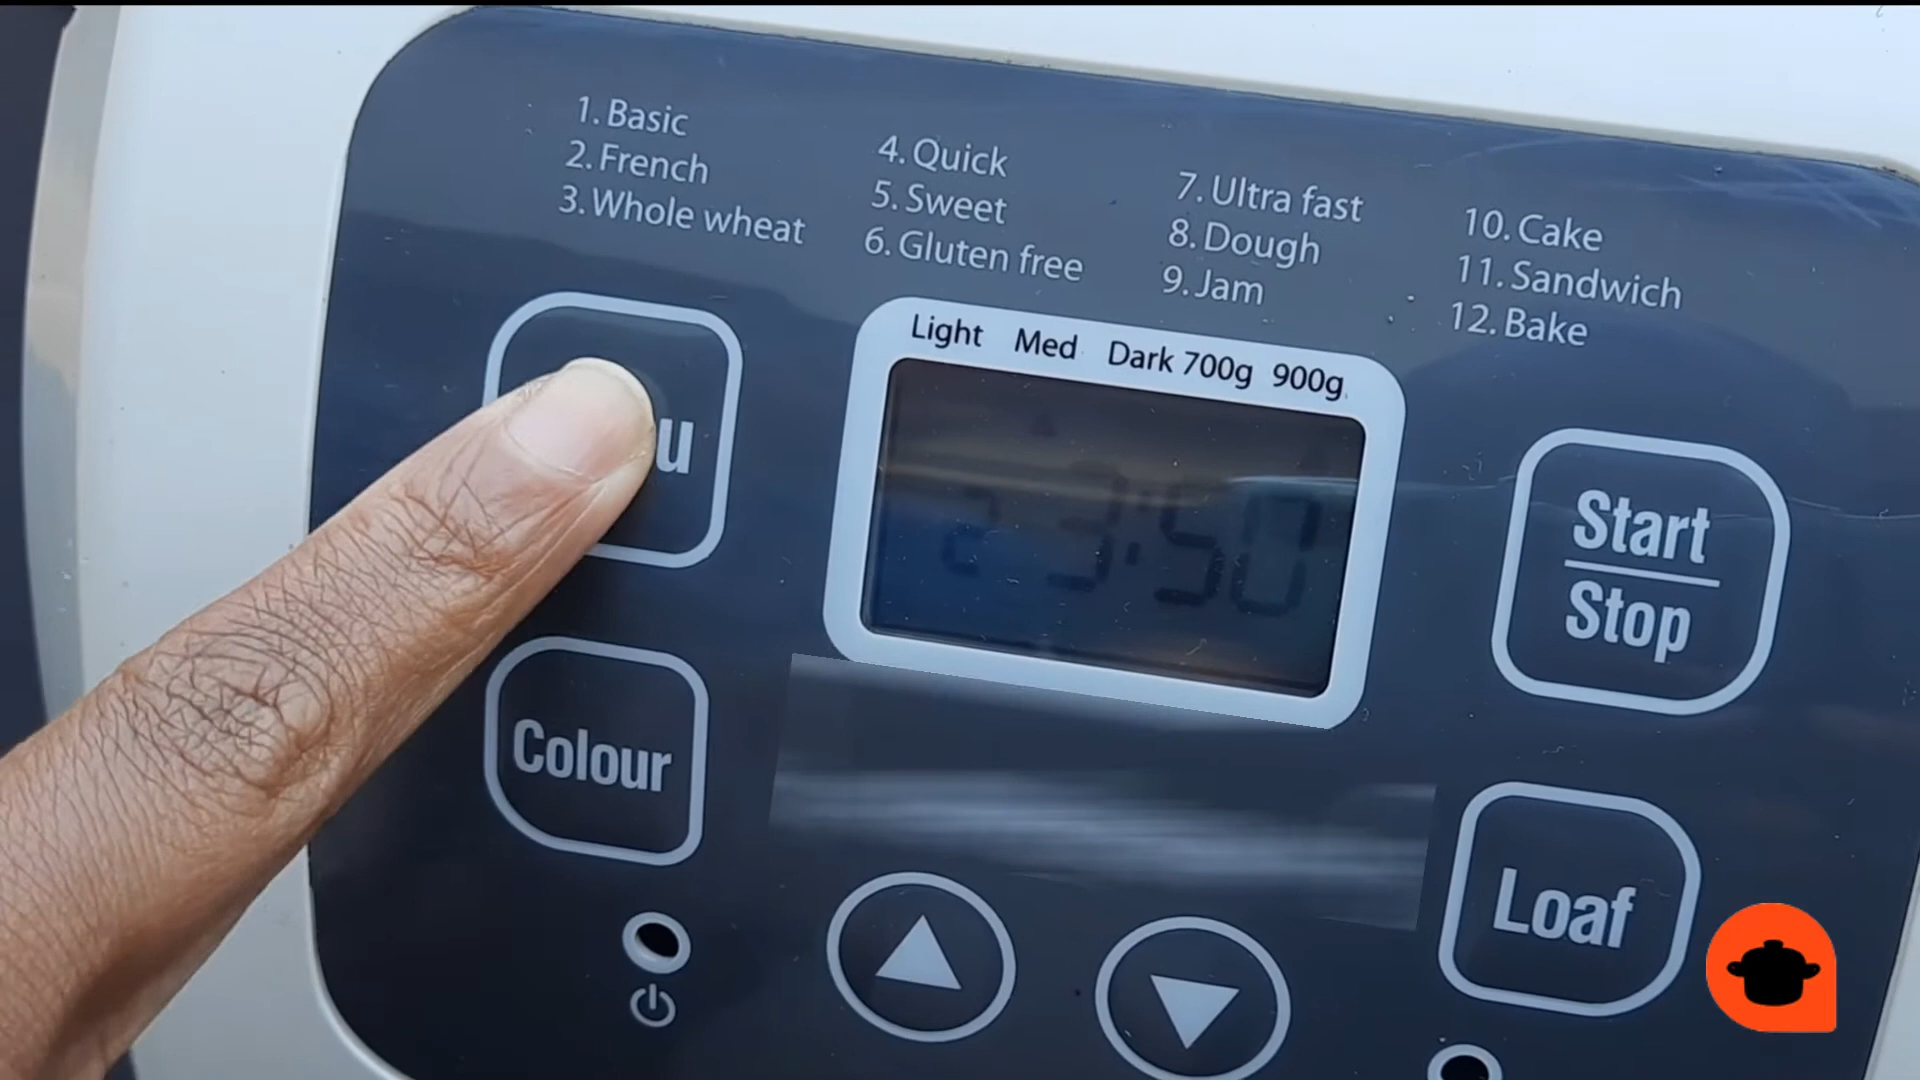 1. Basic
2. French
3. Whole wheat
4. Quick
5. Sweet
6. Gluten free
7. Ultra fast
8. Dough
9. Jam
10. Cake
11. Sandwich
12. Bake
Light Med Dark 700g 900g
2 3:50
u
Start
Stop
Colour
Loaf